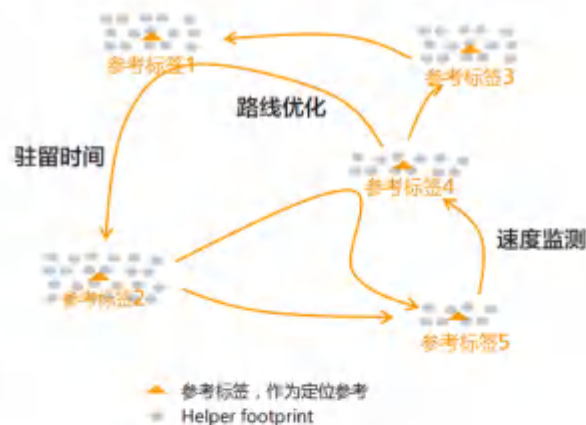 参考标签1
参考标签3
路线优化
驻留时间
参考标签4
速度监测
参考标签2
参考标签5
参考标签，作为定位参考
Helper footprint